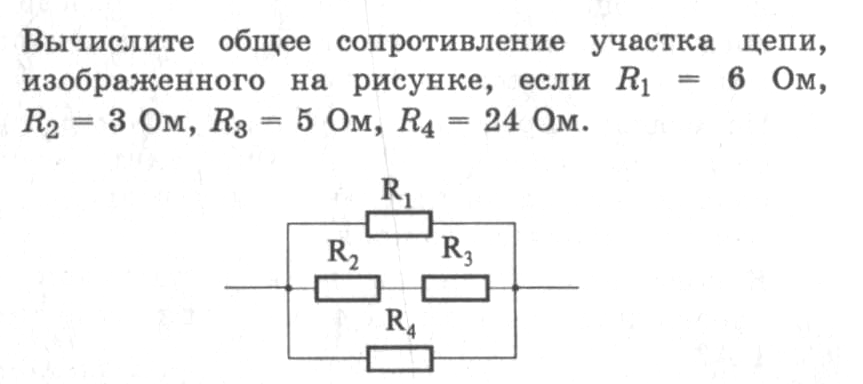 Вычислите общее сопротивление участка цепи,
изображенного на рисунке, если R₁ = 6 Ом,
R₂ = 3 Ом, R₃ = 5 Ом, R₄ = 24 Ом.
R₁
R₂ R₃
R₄